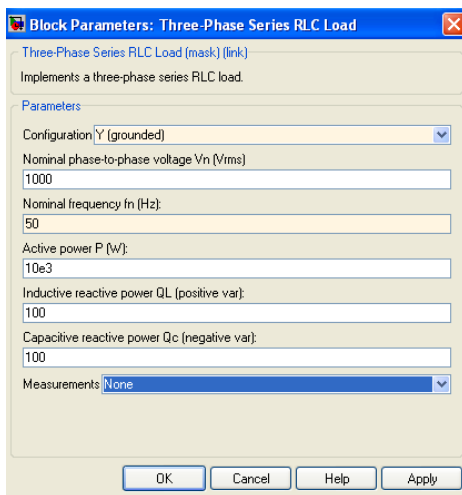 Block Parameters: Three-Phase Series RLC Load
Three-Phase Series RLC Load (mask) (link)
Implements a three-phase series RLC load.
Parameters
Configuration Y (grounded)
Nominal phase-to-phase voltage Vn (Vrms)
1000
Nominal frequency fn (Hz):
50
Active power P (W):
10e3
Inductive reactive power QL (positive var):
100
Capacitive reactive power Qc (negative var):
100
Measurements None
OK Cancel Help Apply